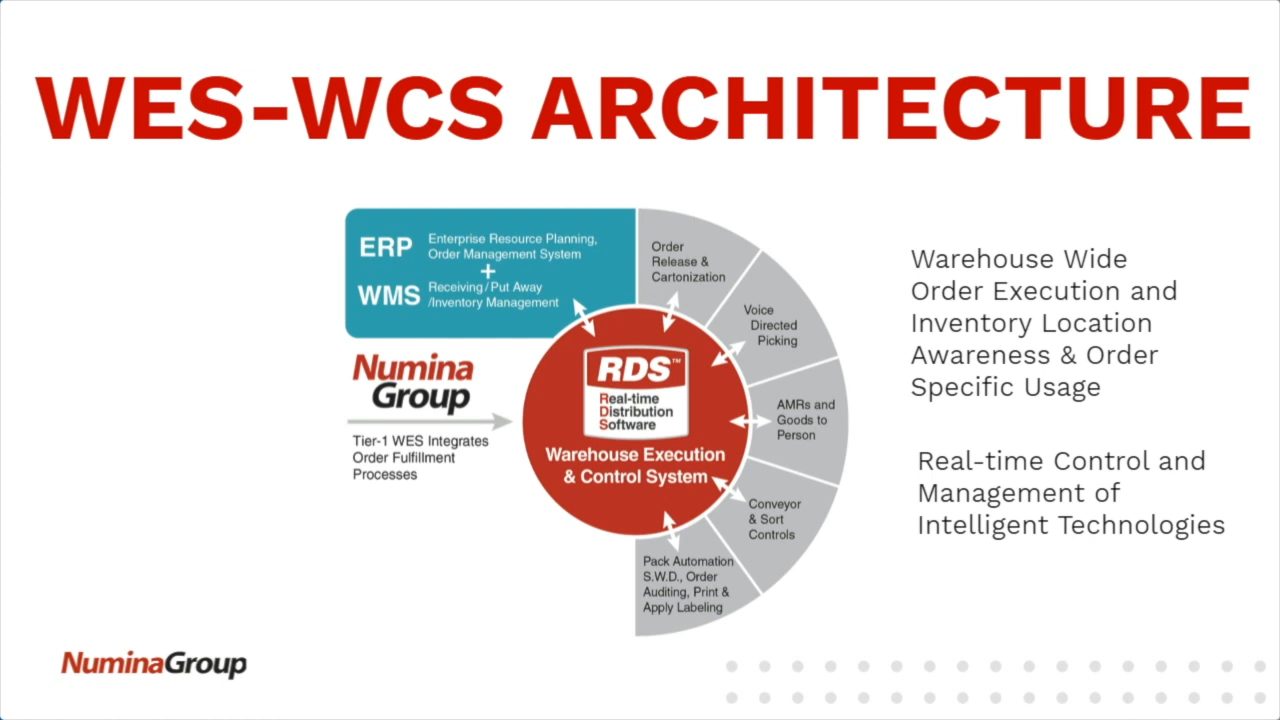 WES-WCS ARCHITECTURE
ERP
Enterprise Resource Planning,
Order Management System
+
WMS
Receiving/Put Away
/Inventory Management
Numina
Group
Tier-1 WES Integrates
Order Fulfillment
Processes
RDS™
Real-time
Distribution
Software
Warehouse Execution
& Control System
Order
Release &
Cartonization
Voice
Directed
Picking
AMRs and
Goods to
Person
Conveyor
& Sort
Controls
Pack Automation
S.W.D., Order
Auditing, Print &
Apply Labeling
Warehouse Wide
Order Execution and
Inventory Location
Awareness & Order
Specific Usage
Real-time Control and
Management of
Intelligent Technologies
NuminaGroup